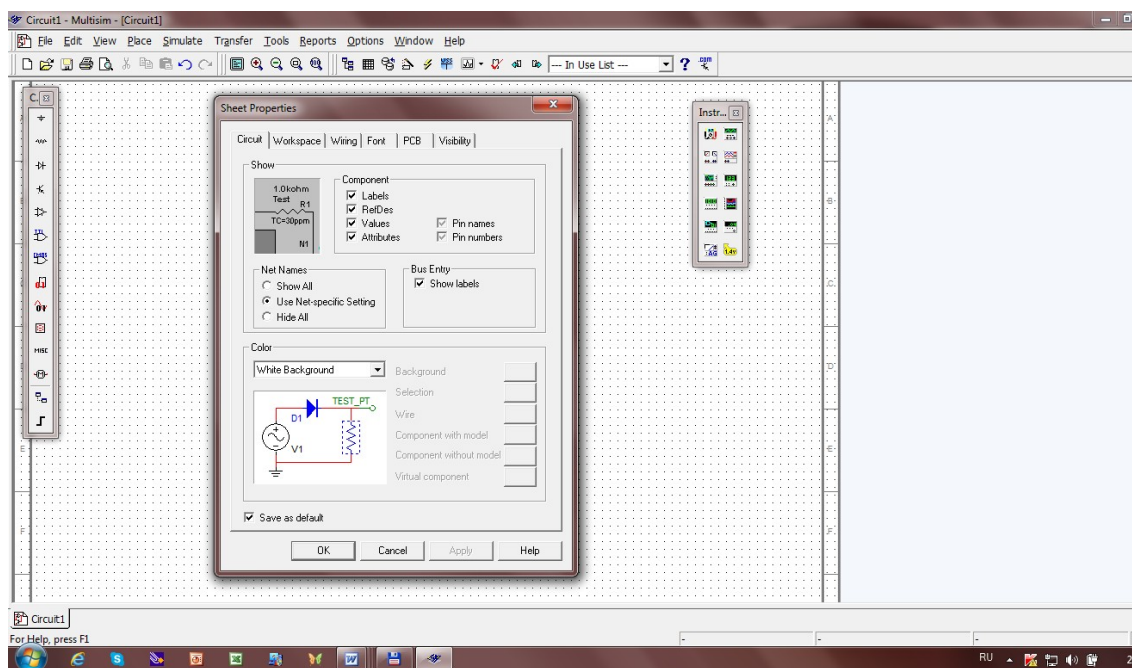 Circuit1 - Multisim - [Circuit1]
File Edit View Place Simulate Transfer Tools Reports Options Window Help
--- In Use List ---
C...
Instr...
Sheet Properties
Circuit Workspace Wiring Font PCB Visibility
Show
1.0kohm
Test R1
TC=30ppm
N1
Component
Labels
RefDes
Values
Attributes
Pin names
Pin numbers
Net Names
Show All
Use Net-specific Setting
Hide All
Bus Entry
Show labels
Color
White Background
TEST_PT
D1
V1
Background
Selection
Wire
Component with model
Component without model
Virtual component
Save as default
OK Cancel Apply Help
MISC
A
B
C
D
E
E
F
F
Circuit1
For Help, press F1
RU